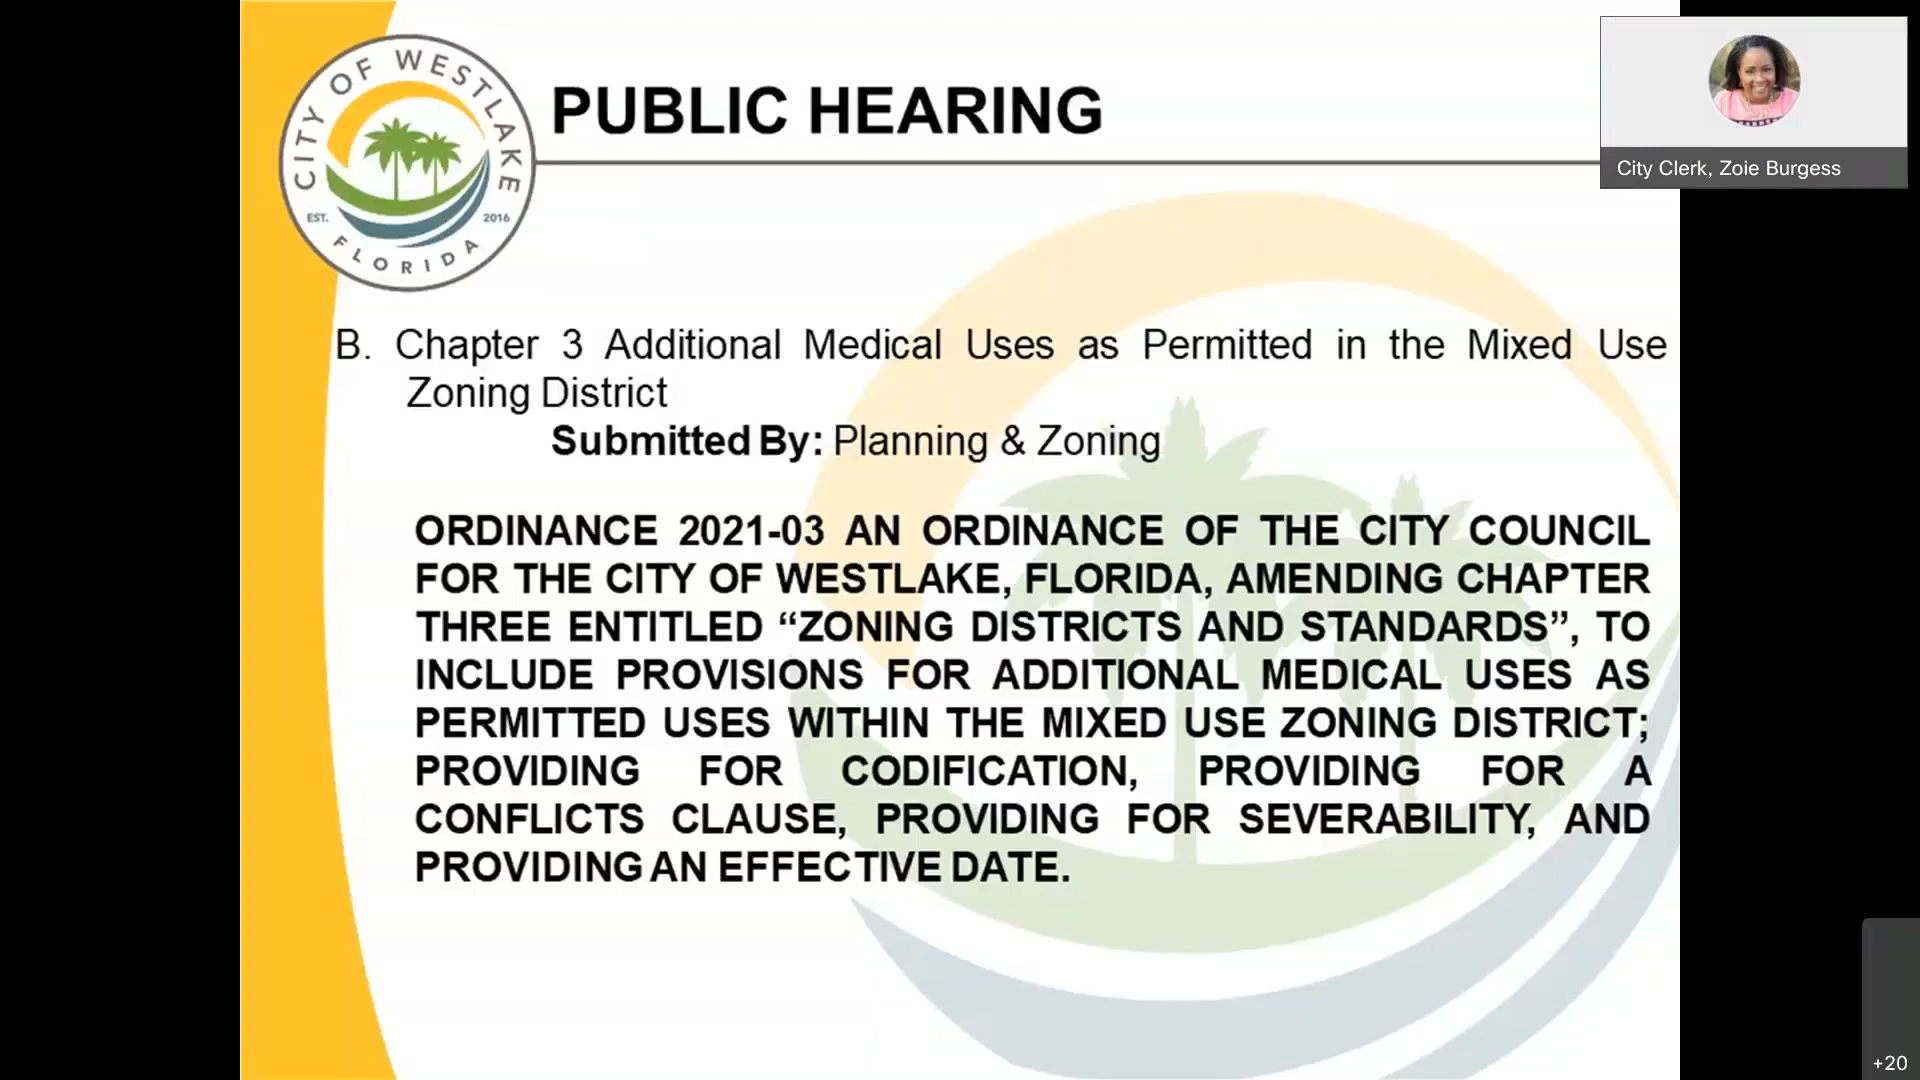 CITY OF WESTLAKE
EST. 2016
FLORIDA
PUBLIC HEARING
City Clerk, Zoie Burgess
B. Chapter 3 Additional Medical Uses as Permitted in the Mixed Use
Zoning District
Submitted By: Planning & Zoning
ORDINANCE 2021-03 AN ORDINANCE OF THE CITY COUNCIL
FOR THE CITY OF WESTLAKE, FLORIDA, AMENDING CHAPTER
THREE ENTITLED “ZONING DISTRICTS AND STANDARDS”, TO
INCLUDE PROVISIONS FOR ADDITIONAL MEDICAL USES AS
PERMITTED USES WITHIN THE MIXED USE ZONING DISTRICT;
PROVIDING FOR CODIFICATION, PROVIDING FOR A
CONFLICTS CLAUSE, PROVIDING FOR SEVERABILITY, AND
PROVIDING AN EFFECTIVE DATE.
+20